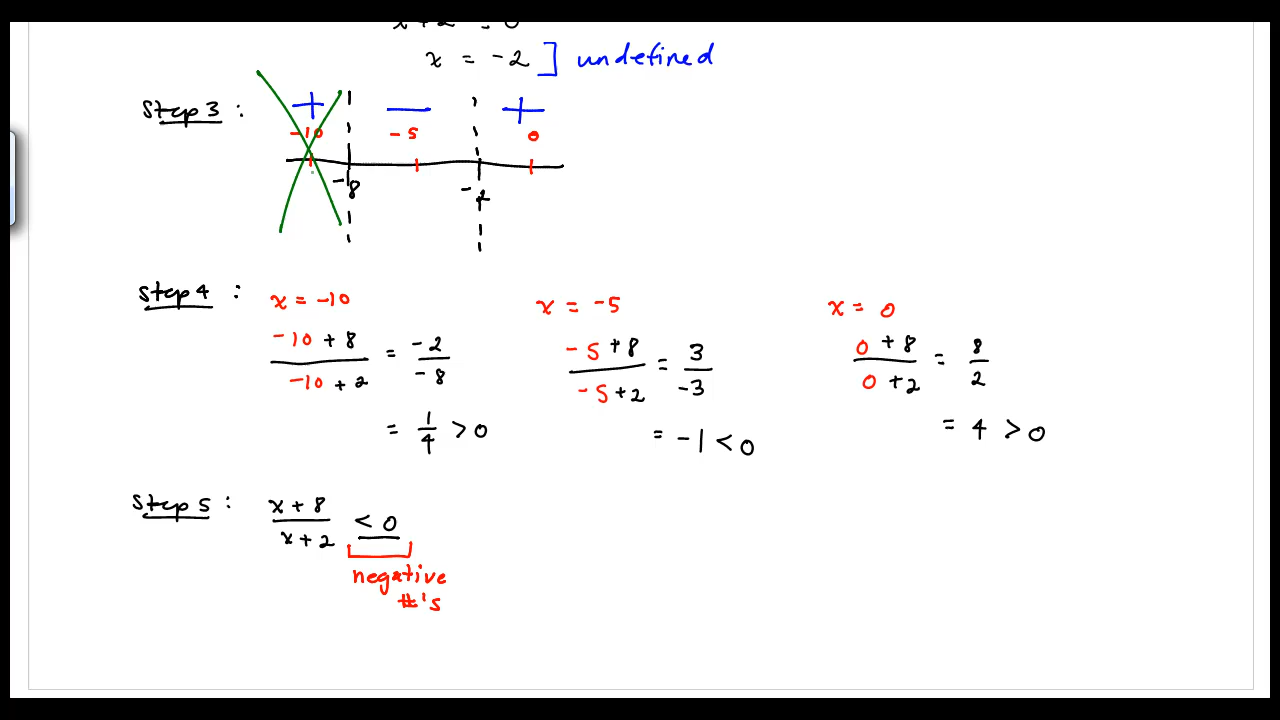 x + 2 = 0
x = -2 ] undefined
Step 3 : + — +
-10 -5 0
-8 -2
Step 4 : x = -10 x = -5 x = 0
(-10 + 8)/(-10 + 2) = -2/-8 (-5 + 8)/(-5 + 2) = 3/-3 (0 + 8)/(0 + 2) = 8/2
= 1/4 > 0 = -1 < 0 = 4 > 0
Step 5 : (x + 8)/(x + 2) < 0
negative
#'s